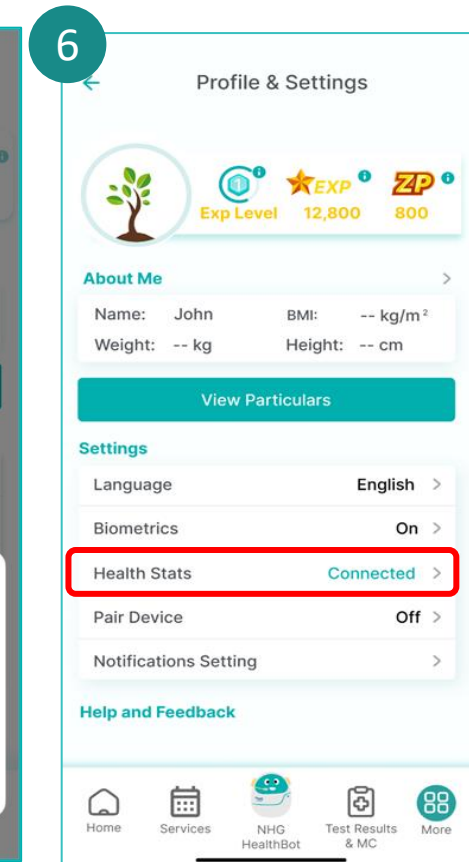 6
Profile & Settings
1
EXP ZP
Exp Level 12,800 800
About Me
Name: John BMI: -- kg/m²
Weight: -- kg Height: -- cm
View Particulars
Settings
Language English
Biometrics On
Health Stats Connected
Pair Device Off
Notifications Setting
Help and Feedback
Home Services NHG HealthBot Test Results & MC More